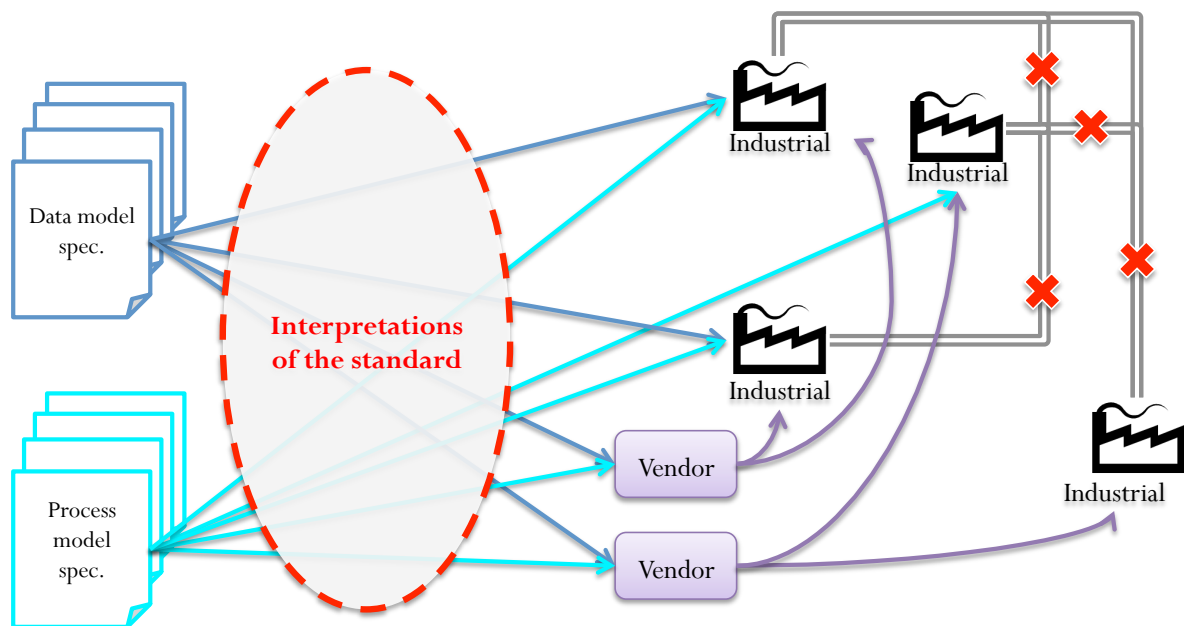 Data model
spec.
Process
model
spec.
Interpretations
of the standard
Industrial
Industrial
Industrial
Industrial
Vendor
Vendor